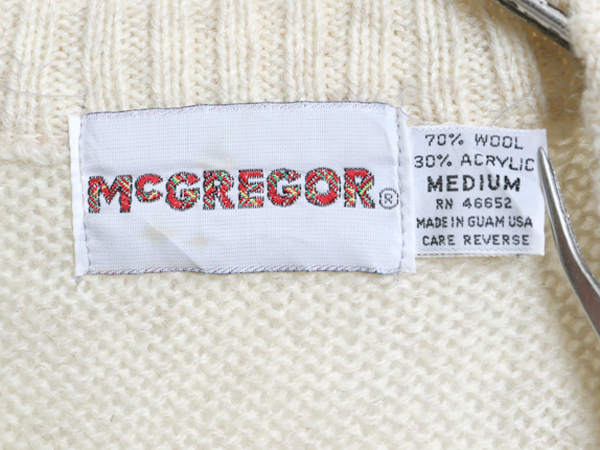 McGREGOR®
70% WOOL
30% ACRYLIC
MEDIUM
RN 46652
MADE IN GUAM USA
CARE REVERSE